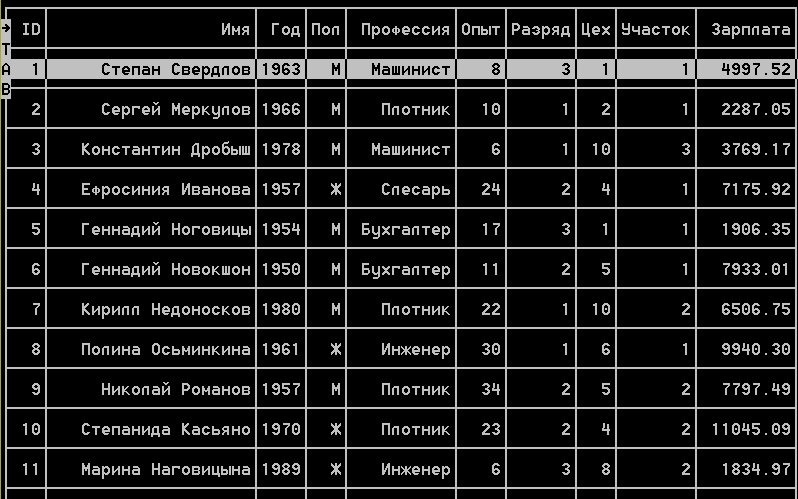 → ID Имя Год Пол Профессия Опыт Разряд Цех Участок Зарплата
TAB
1 Степан Свердлов 1963 М Машинист 8 3 1 1 4997.52
2 Сергей Меркулов 1966 М Плотник 10 1 2 1 2287.05
3 Константин Дробыш 1978 М Машинист 6 1 10 3 3769.17
4 Ефросиния Иванова 1957 Ж Слесарь 24 2 4 1 7175.92
5 Геннадий Ноговицы 1954 М Бухгалтер 17 3 1 1 1906.35
6 Геннадий Новокшон 1950 М Бухгалтер 11 2 5 1 7933.01
7 Кирилл Недоносков 1980 М Плотник 22 1 10 2 6506.75
8 Полина Осьминкина 1961 Ж Инженер 30 1 6 1 9940.30
9 Николай Романов 1957 М Плотник 34 2 5 2 7797.49
10 Степанида Касьяно 1970 Ж Плотник 23 2 4 2 11045.09
11 Марина Наговицына 1989 Ж Инженер 6 3 8 2 1834.97